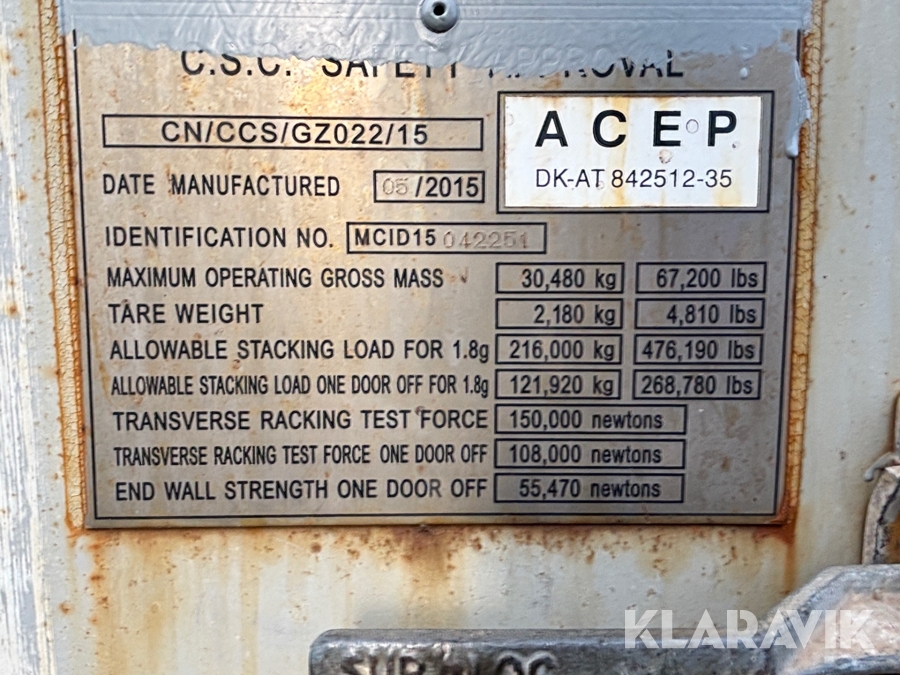 C.S.C. SAFETY APPROVAL
CN/CCS/GZ022/15
A C E P
DK-AT 842512-35
DATE MANUFACTURED 05/2015
IDENTIFICATION NO. MCID15 042251
MAXIMUM OPERATING GROSS MASS 30,480 kg 67,200 lbs
TARE WEIGHT 2,180 kg 4,810 lbs
ALLOWABLE STACKING LOAD FOR 1.8g 216,000 kg 476,190 lbs
ALLOWABLE STACKING LOAD ONE DOOR OFF FOR 1.8g 121,920 kg 268,780 lbs
TRANSVERSE RACKING TEST FORCE 150,000 newtons
TRANSVERSE RACKING TEST FORCE ONE DOOR OFF 108,000 newtons
END WALL STRENGTH ONE DOOR OFF 55,470 newtons
KLARAVIK